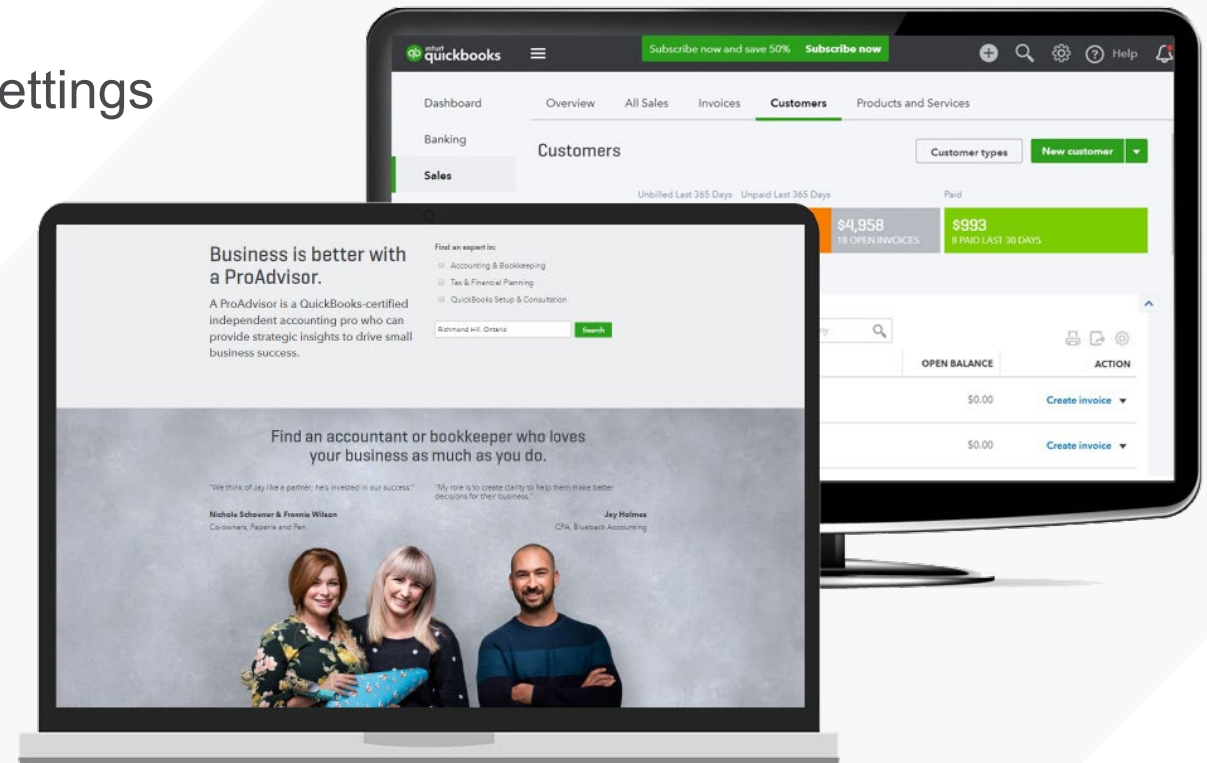 ettings
intuit
qb quickbooks
Subscribe now and save 50% Subscribe now
Help
Dashboard
Banking
Sales
Overview All Sales Invoices Customers Products and Services
Customers
Customer types
New customer
Unbilled Last 365 Days Unpaid Last 365 Days Paid
$4,958
18 OPEN INVOICES
$993
8 PAID LAST 30 DAYS
OPEN BALANCE ACTION
$0.00 Create invoice
$0.00 Create invoice
Business is better with
a ProAdvisor.
A ProAdvisor is a QuickBooks-certified
independent accounting pro who can
provide strategic insights to drive small
business success.
Find an expert in:
Accounting & Bookkeeping
Tax & Financial Planning
QuickBooks Setup & Consultation
Richmond Hill, Ontario Search
Find an accountant or bookkeeper who loves
your business as much as you do.
"We think of Jay like a partner; he's invested in our success."
Nichole Schooner & Frannie Wilson
Co-owners, Paperie and Pen
"My role is to create clarity to help them make better
decisions for their business."
Jay Holmes
CPA, Blueback Accounting